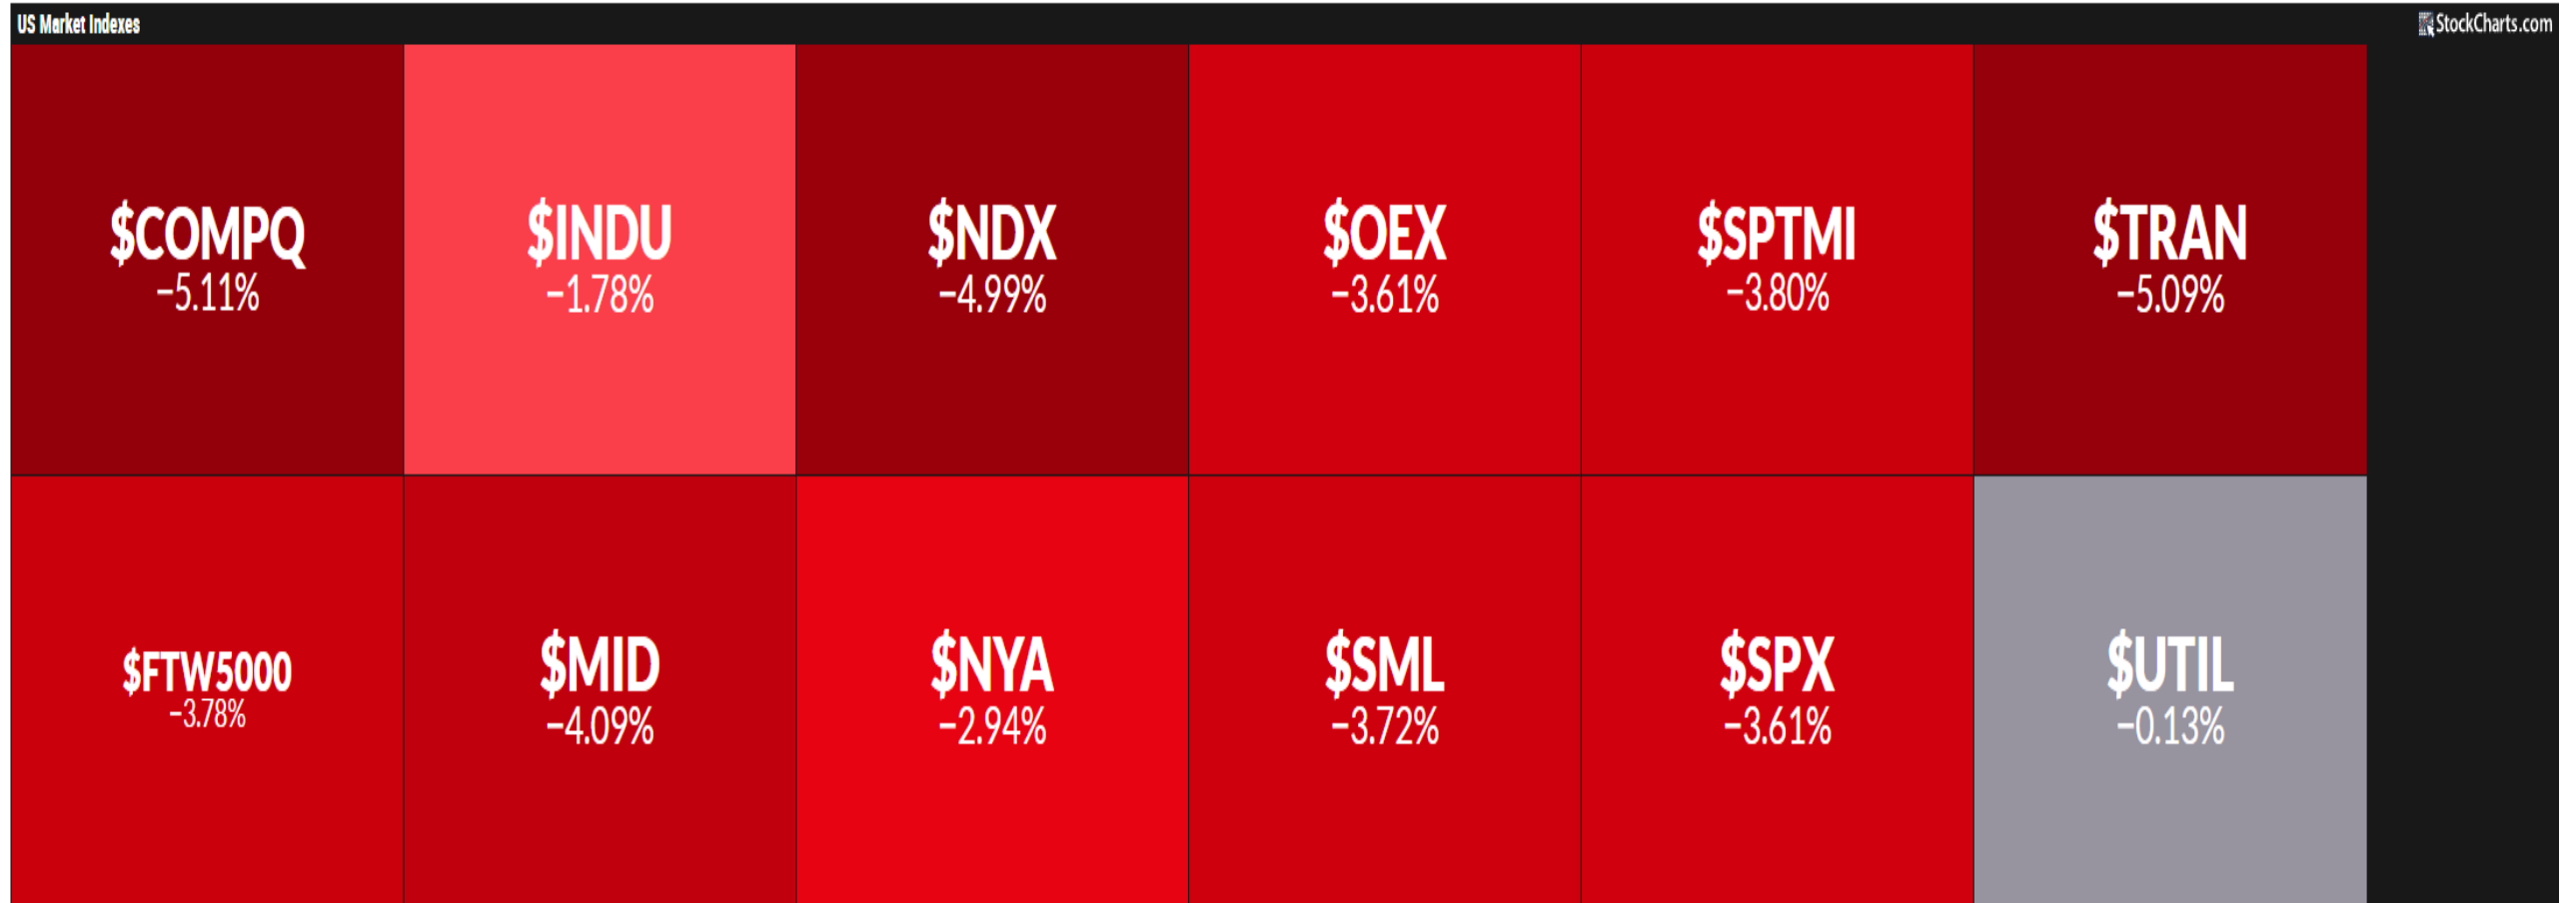 US Market Indexes
StockCharts.com
$COMPQ
−5.11%
$INDU
−1.78%
$NDX
−4.99%
$OEX
−3.61%
$SPTMI
−3.80%
$TRAN
−5.09%
$FTW5000
−3.78%
$MID
−4.09%
$NYA
−2.94%
$SML
−3.72%
$SPX
−3.61%
$UTIL
−0.13%